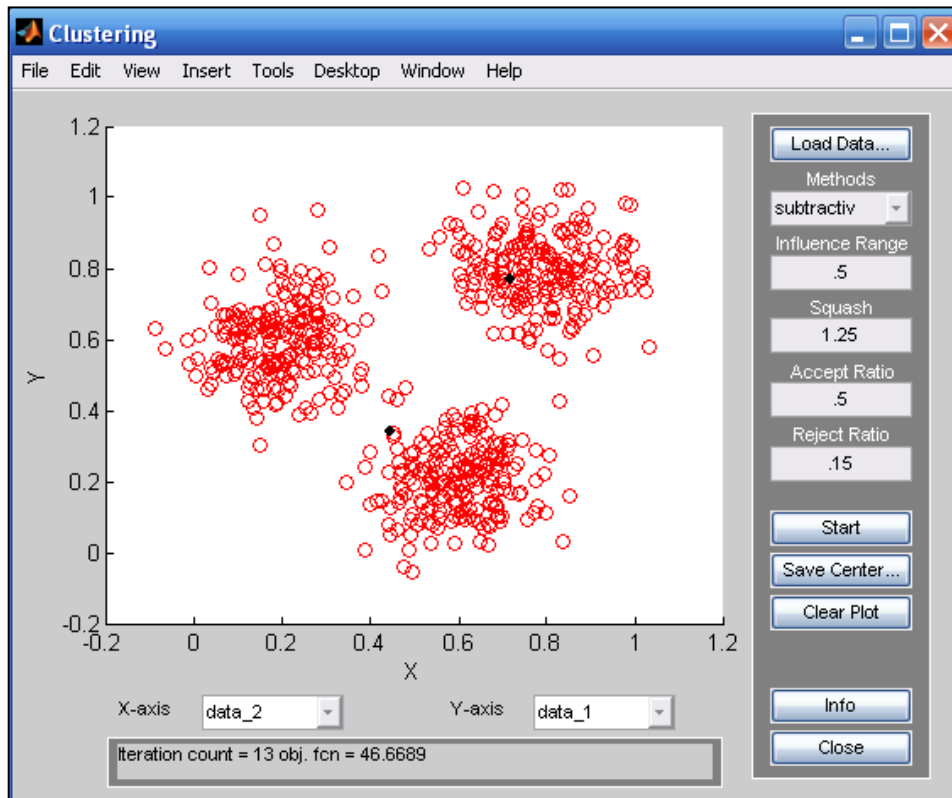 Clustering
File Edit View Insert Tools Desktop Window Help
1.2
1
0.8
0.6
0.4
0.2
0
-0.2
Y
-0.2 0 0.2 0.4 0.6 0.8 1 1.2
X
X-axis data_2 Y-axis data_1
Iteration count = 13 obj. fcn = 46.6689
Load Data...
Methods
subtractiv
Influence Range
.5
Squash
1.25
Accept Ratio
.5
Reject Ratio
.15
Start
Save Center...
Clear Plot
Info
Close